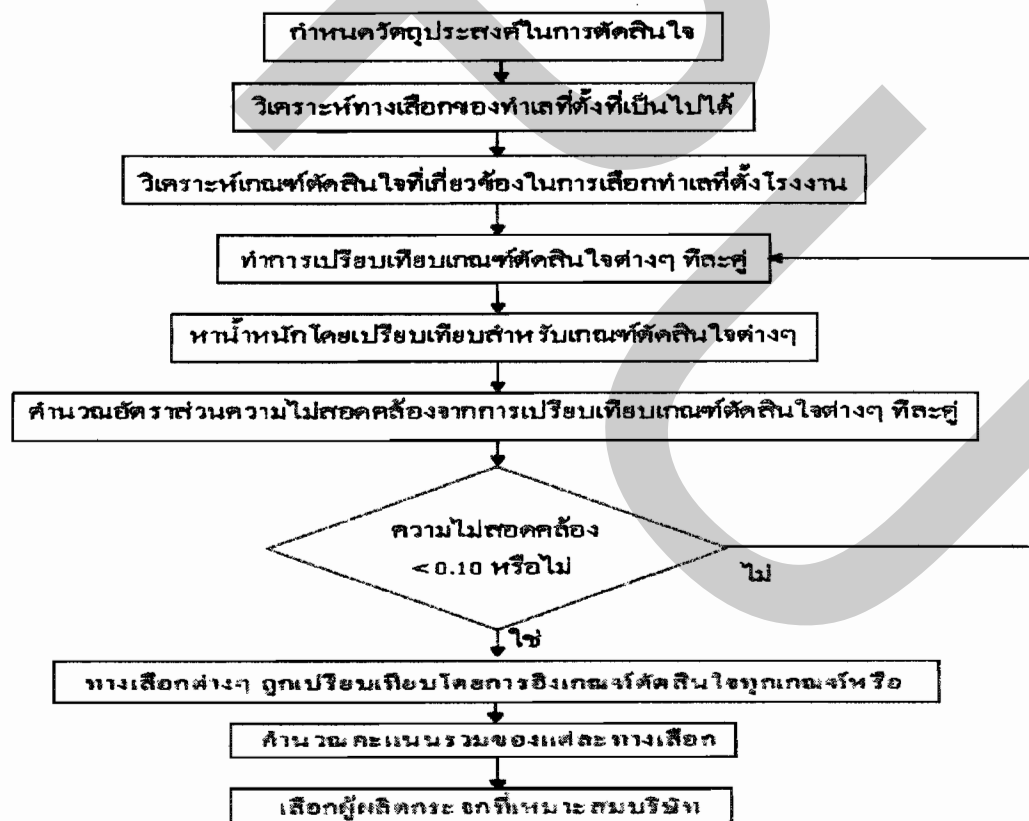 กำหนดวัตถุประสงค์ในการตัดสินใจ
วิเคราะห์ทางเลือกของทำเลที่ตั้งที่เป็นไปได้
วิเคราะห์เกณฑ์ตัดสินใจที่เกี่ยวข้องในการเลือกทำเลที่ตั้งโรงงาน
ทำการเปรียบเทียบเกณฑ์ตัดสินใจต่างๆ ทีละคู่
หาน้ำหนักโดยเปรียบเทียบสำหรับเกณฑ์ตัดสินใจต่างๆ
คำนวณอัตราส่วนความไม่สอดคล้องจากการเปรียบเทียบเกณฑ์ตัดสินใจต่างๆ ทีละคู่
ความไม่สอดคล้อง
<0.10 หรือไม่
ไม่
ใช่
ทางเลือกต่างๆ ถูกเปรียบเทียบโดยการอิงเกณฑ์ตัดสินใจทุกเกณฑ์หรือ
คำนวณคะแนนรวมของแต่ละทางเลือก
เลือกผู้ผลิตกระจกที่เหมาะสมบริษัท